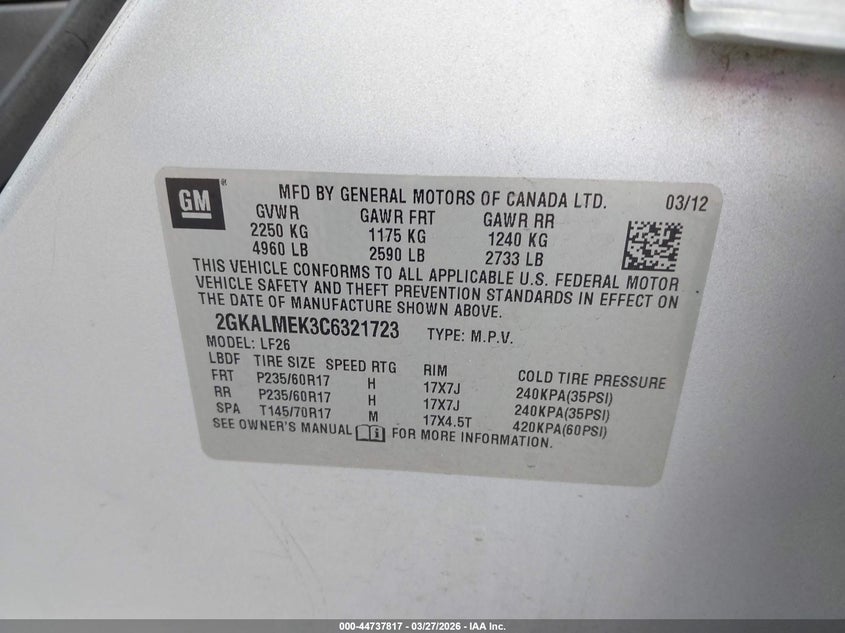 GM
MFD BY GENERAL MOTORS OF CANADA LTD. 03/12
GVWR GAWR FRT GAWR RR
2250 KG 1175 KG 1240 KG
4960 LB 2590 LB 2733 LB
THIS VEHICLE CONFORMS TO ALL APPLICABLE U.S. FEDERAL MOTOR
VEHICLE SAFETY AND THEFT PREVENTION STANDARDS IN EFFECT ON
THE DATE OF MANUFACTURE SHOWN ABOVE.
2GKALMEK3C6321723 TYPE: M.P.V.
MODEL: LF26
LBDF TIRE SIZE SPEED RTG RIM COLD TIRE PRESSURE
FRT P235/60R17 H 17X7J 240KPA(35PSI)
RR P235/60R17 H 17X7J 240KPA(35PSI)
SPA T145/70R17 M 17X4.5T 420KPA(60PSI)
SEE OWNER'S MANUAL FOR MORE INFORMATION.
000-44737817 - 03/27/2026 - IAA Inc.